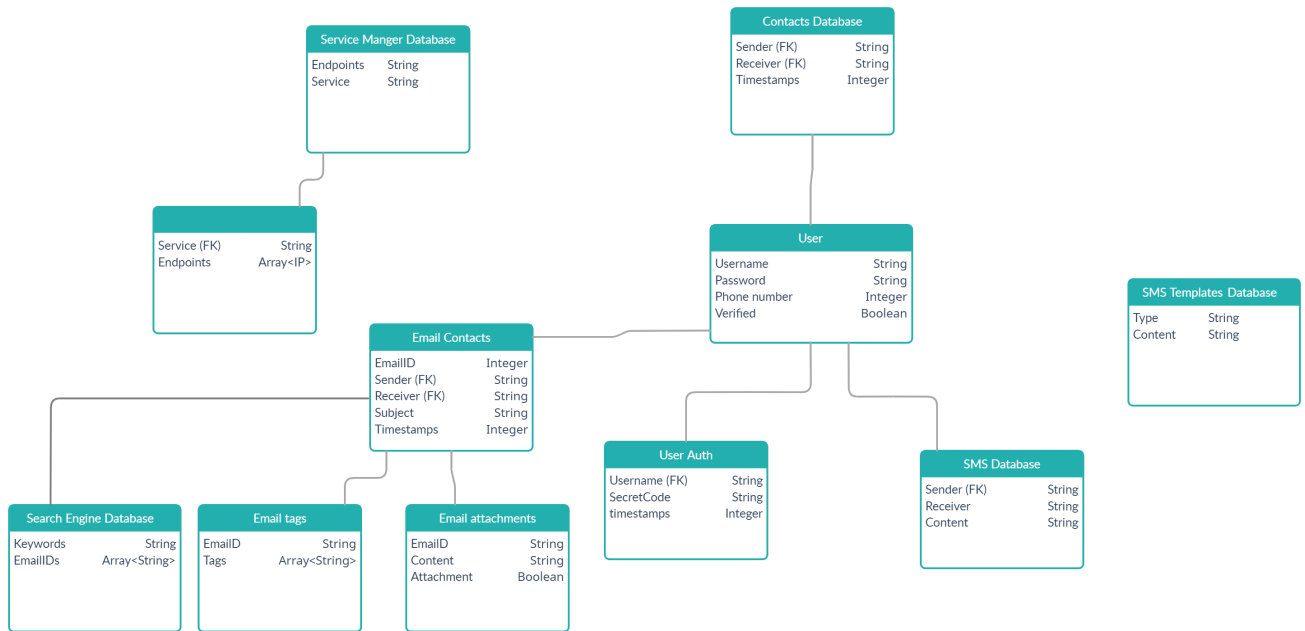 Contacts Database
Sender (FK) String
Receiver (FK) String
Timestamps Integer
Service Manger Database
Endpoints String
Service String
Service (FK) String
Endpoints Array<IP>
User
Username String
Password String
Phone number Integer
Verified Boolean
SMS Templates Database
Type String
Content String
Email Contacts
EmailID Integer
Sender (FK) String
Receiver (FK) String
Subject String
Timestamps Integer
User Auth
Username (FK) String
SecretCode String
timestamps Integer
SMS Database
Sender (FK) String
Receiver String
Content String
Search Engine Database
Keywords String
EmailIDs Array<String>
Email tags
EmailD String
Tags Array<String>
Email attachments
EmailD String
Content String
Attachment Boolean